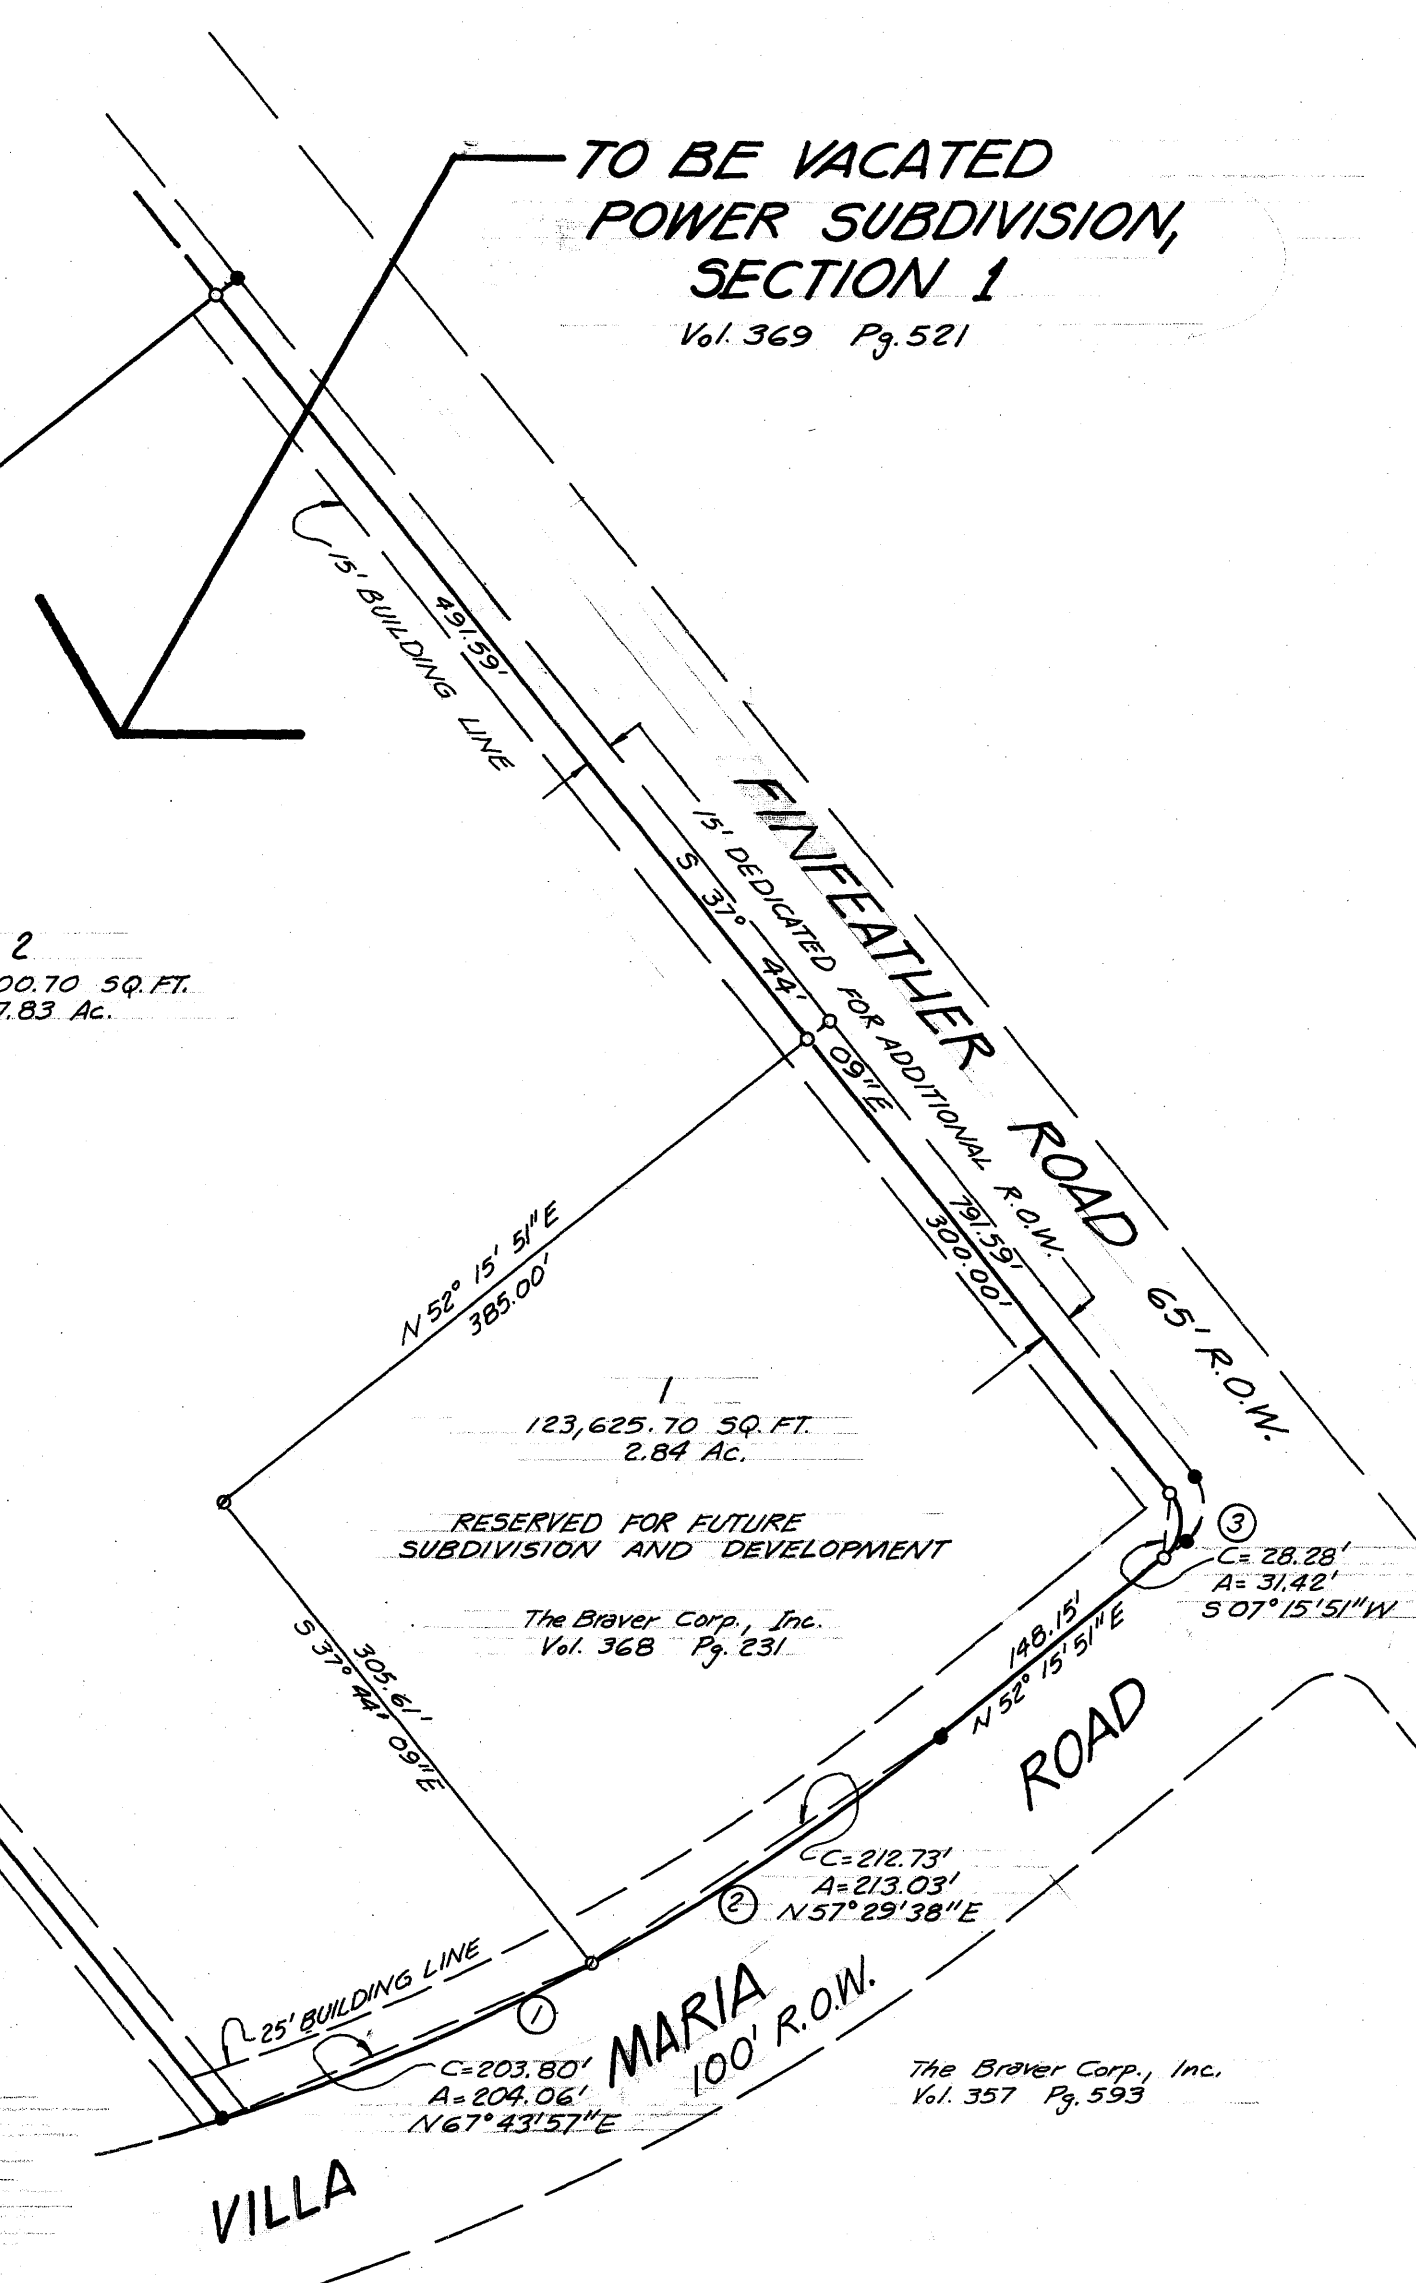 TO BE VACATED
POWER SUBDIVISION,
SECTION 1
Vol. 369 Pg. 521
15' BUILDING LINE
491.59'
S 37° 44' 09" E
15' DEDICATED FOR ADDITIONAL R.O.W.
FINFEATHER ROAD 65' R.O.W.
791.59'
300.00'
2
00.70 SQ. FT.
7.83 Ac.
N 52° 15' 51" E
385.00'
1
123,625.70 SQ. FT.
2.84 Ac.
RESERVED FOR FUTURE
SUBDIVISION AND DEVELOPMENT
The Braver Corp., Inc.
Vol. 368 Pg. 231
3
C= 28.28'
A= 31.42'
S 07° 15' 51" W
148.15'
N 52° 15' 51" E
305.61'
S 37° 44' 09" E
C=212.73'
A=213.03'
2 N 57° 29' 38" E
25' BUILDING LINE
1
C=203.80'
A=204.06'
N 67° 43' 57" E
VILLA MARIA ROAD
100' R.O.W.
The Braver Corp., Inc.
Vol. 357 Pg. 593